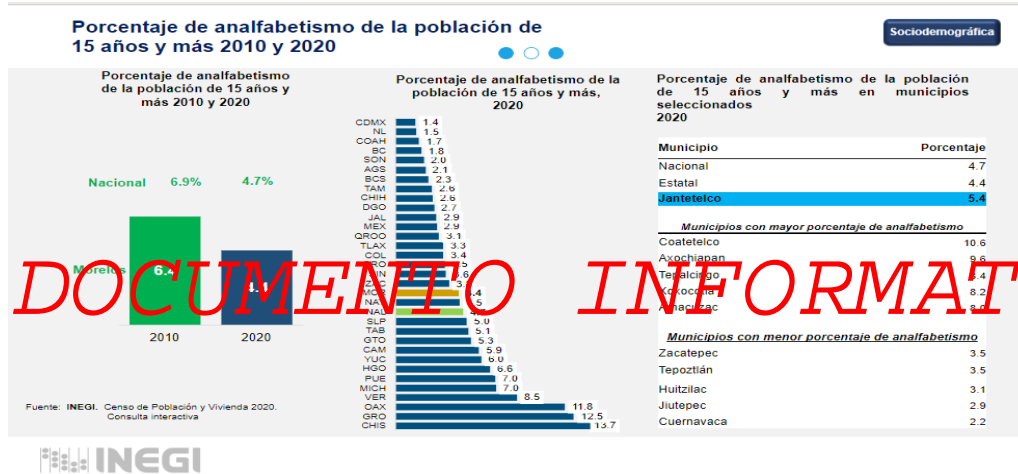 Porcentaje de analfabetismo de la población de
15 años y más 2010 y 2020
Sociodemográfica
Porcentaje de analfabetismo
de la población de 15 años y
más 2010 y 2020
Nacional 6.9% 4.7%
Morelos
2010 2020
Fuente: INEGI. Censo de Población y Vivienda 2020.
Consulta interactiva
Porcentaje de analfabetismo de la
población de 15 años y más,
2020
CDMX 1.4
NL 1.5
COAH 1.7
BC 1.8
SON 2.0
AGS 2.1
BCS 2.3
TAM 2.6
CHIH 2.6
DGO 2.7
JAL 2.9
MEX 2.9
QROO 3.1
TLAX 3.3
COL 3.4
SLP 5.0
TAB 5.1
GTO 5.3
CAM 5.9
YUC 6.0
HGO 6.6
PUE 7.0
MICH 7.0
VER 8.5
OAX 11.8
GRO 12.5
CHIS 13.7
Porcentaje de analfabetismo de la población
de 15 años y más en municipios
seleccionados
2020
Municipio Porcentaje
Nacional 4.7
Estatal 4.4
Jantetelco 5.4
Municipios con mayor porcentaje de analfabetismo
Coatetelco 10.6
Axochiapan 9.6
Tepalcingo
8.2
Municipios con menor porcentaje de analfabetismo
Zacatepec 3.5
Tepoztlán 3.5
Huitzilac 3.1
Jiutepec 2.9
Cuernavaca 2.2
DOCUMENTO INFORMAT
INEGI